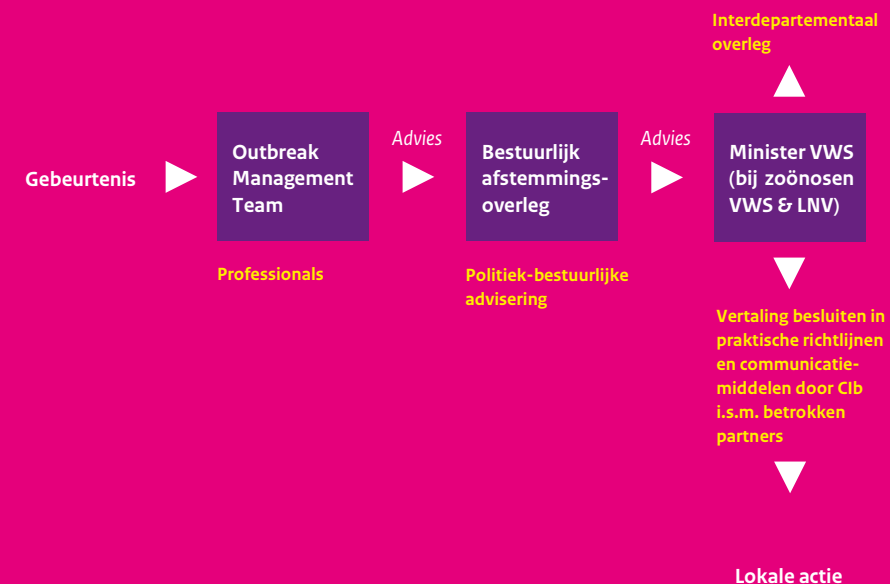 Interdepartementaal
overleg
Gebeurtenis
Outbreak
Management
Team
Professionals
Advies
Bestuurlijk
afstemmings-
overleg
Politiek-bestuurlijke
advisering
Advies
Minister VWS
(bij zoönosen
VWS & LNV)
Vertaling besluiten in
praktische richtlijnen
en communicatie-
middelen door CIb
i.s.m. betrokken
partners
Lokale actie